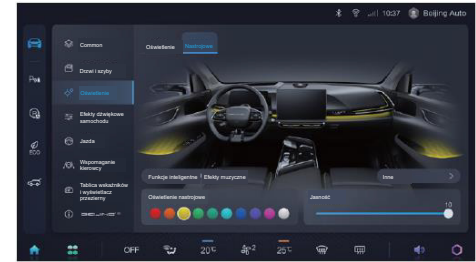 10:37 Beijing Auto
Common
Oświetlenie Nastrojowe
Drzwi i szyby
Oświetlenie
Efekty dźwiękowe
samochodu
ECO
Jazda
Wspomaganie
kierowcy
Funkcje inteligentne Efekty muzyczne
Inne
Tablica wskaźników
i wyświetlacz
przezierny
Oświetlenie nastrojowe
Jasność
10
OFF
20°
2
25°